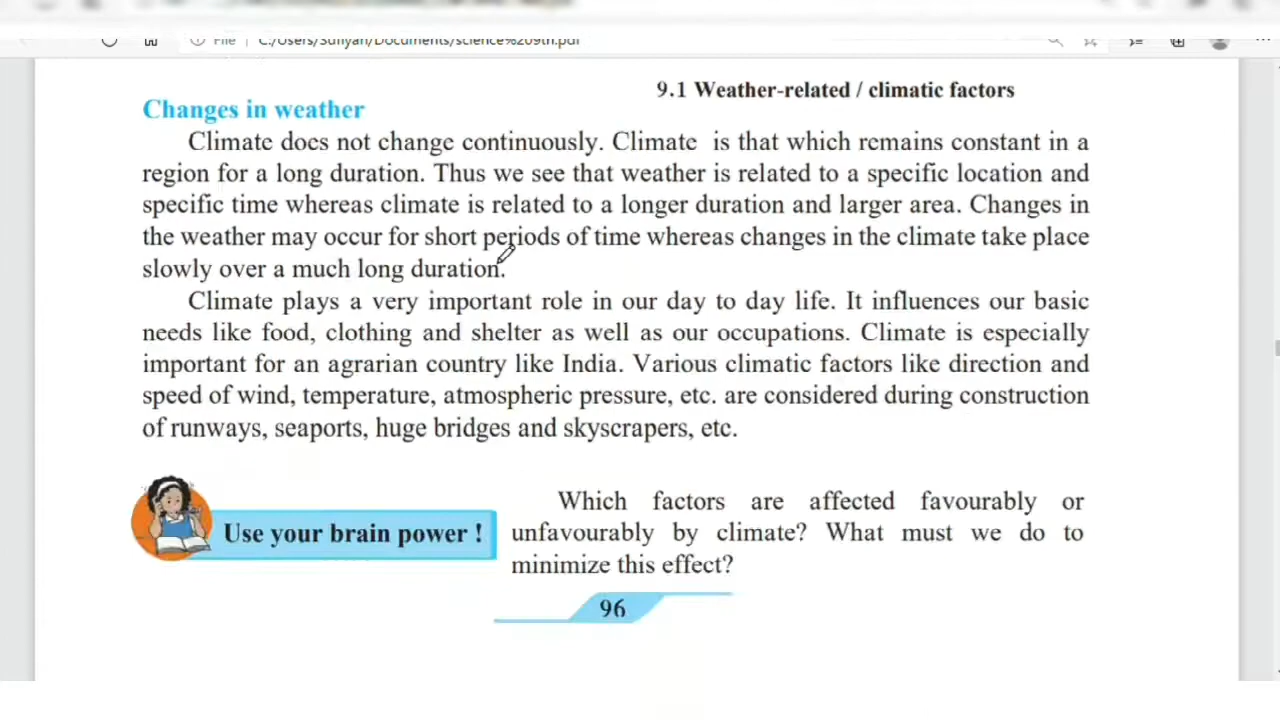 File C:/Users/Sufiyan/Documents/science%209th.pdf
9.1 Weather-related / climatic factors
Changes in weather
Climate does not change continuously. Climate is that which remains constant in a
region for a long duration. Thus we see that weather is related to a specific location and
specific time whereas climate is related to a longer duration and larger area. Changes in
the weather may occur for short periods of time whereas changes in the climate take place
slowly over a much long duration.
Climate plays a very important role in our day to day life. It influences our basic
needs like food, clothing and shelter as well as our occupations. Climate is especially
important for an agrarian country like India. Various climatic factors like direction and
speed of wind, temperature, atmospheric pressure, etc. are considered during construction
of runways, seaports, huge bridges and skyscrapers, etc.
Which factors are affected favourably or
Use your brain power ! unfavourably by climate? What must we do to
minimize this effect?
96